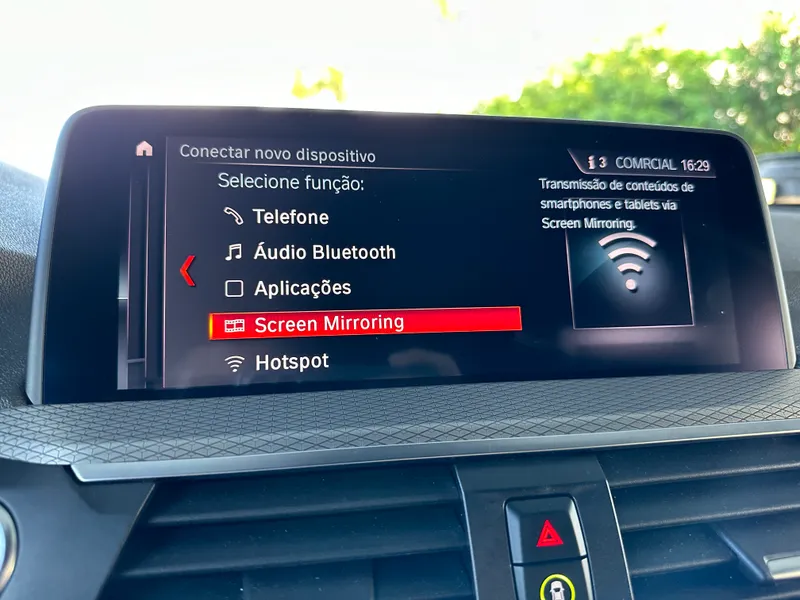 Conectar novo dispositivo
3 COMRCIAL 16:29
Selecione função:
Telefone
Áudio Bluetooth
Aplicações
Screen Mirroring
Hotspot
Transmissão de conteúdos de
smartphones e tablets via
Screen Mirroring.